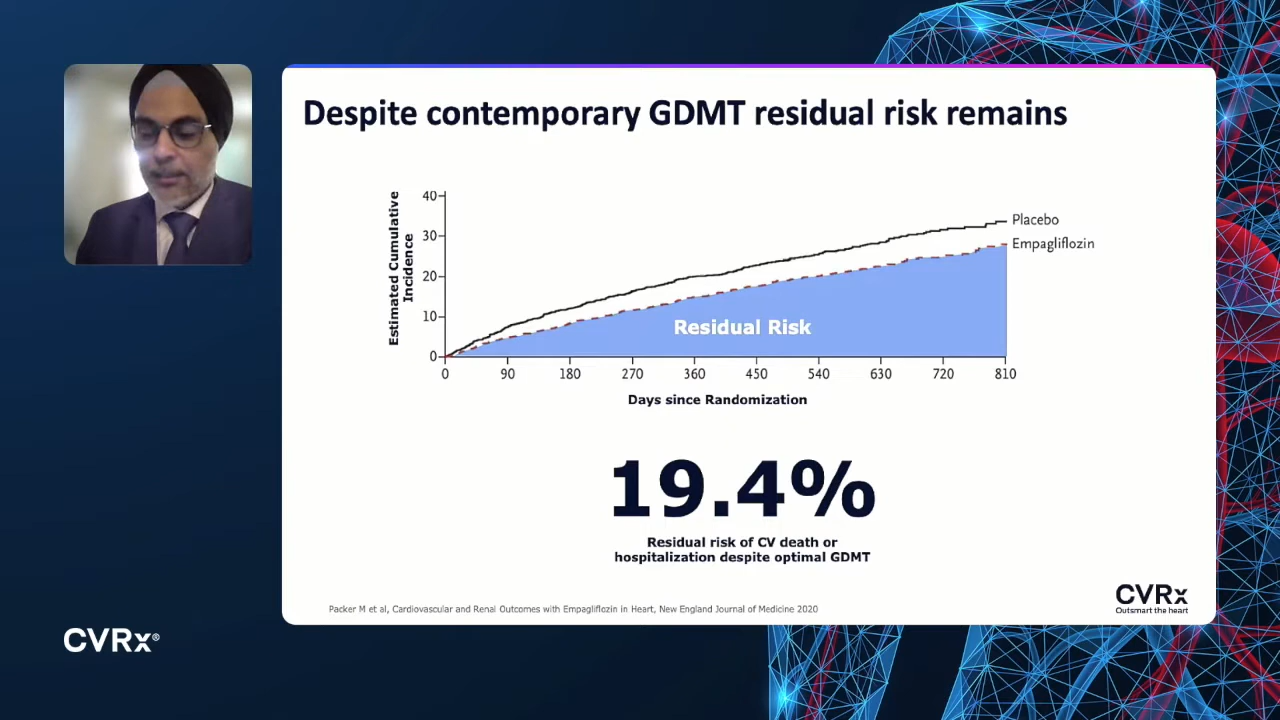 Despite contemporary GDMT residual risk remains
Estimated Cumulative
Incidence
40
30
20
10
0
Placebo
Empagliflozin
Residual Risk
0 90 180 270 360 450 540 630 720 810
Days since Randomization
19.4%
Residual risk of CV death or
hospitalization despite optimal GDMT
Packer M et al, Cardiovascular and Renal Outcomes with Empagliflozin in Heart, New England Journal of Medicine 2020
CVRx
Outsmart the heart
CVRx®